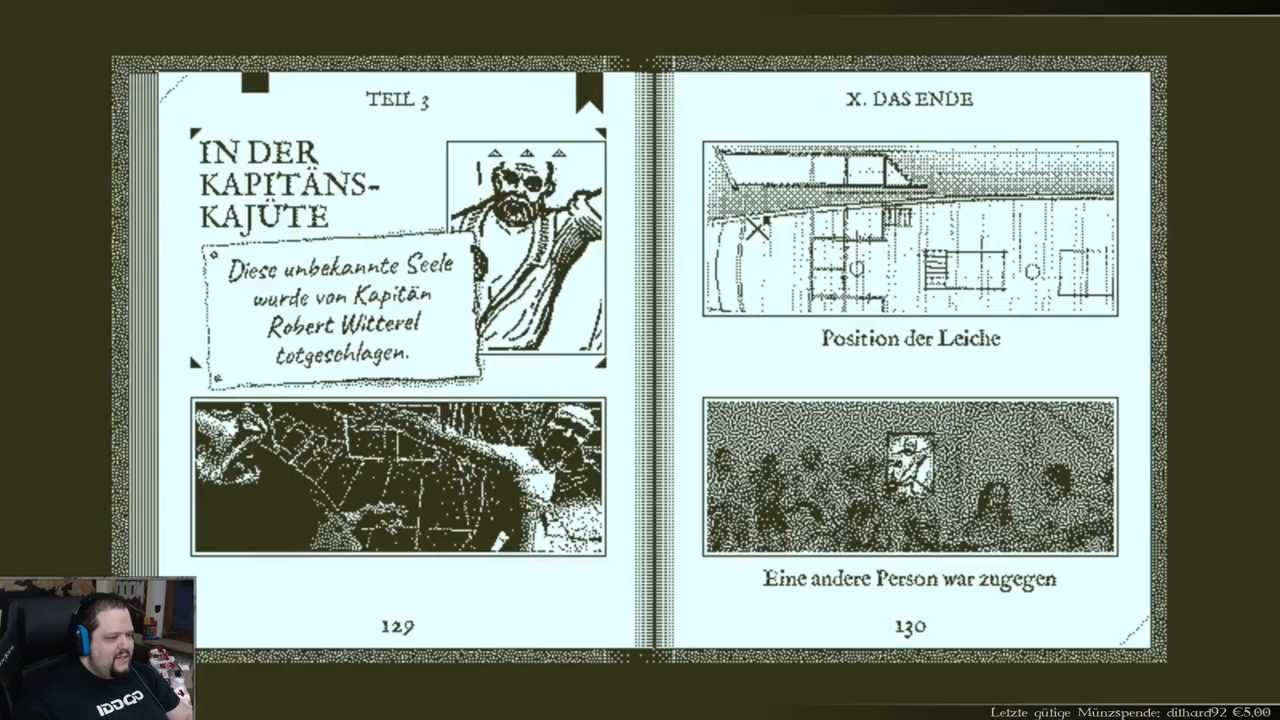 TEIL 3
IN DER
KAPITÄNS-
KAJÜTE
Diese unbekannte Seele
wurde von Kapitän
Robert Witterel
totgeschlagen.
129
X. DAS ENDE
Position der Leiche
Eine andere Person war zugegen
130
IDDQD
Letzte gütige Münzspende: dithard92 €5,00